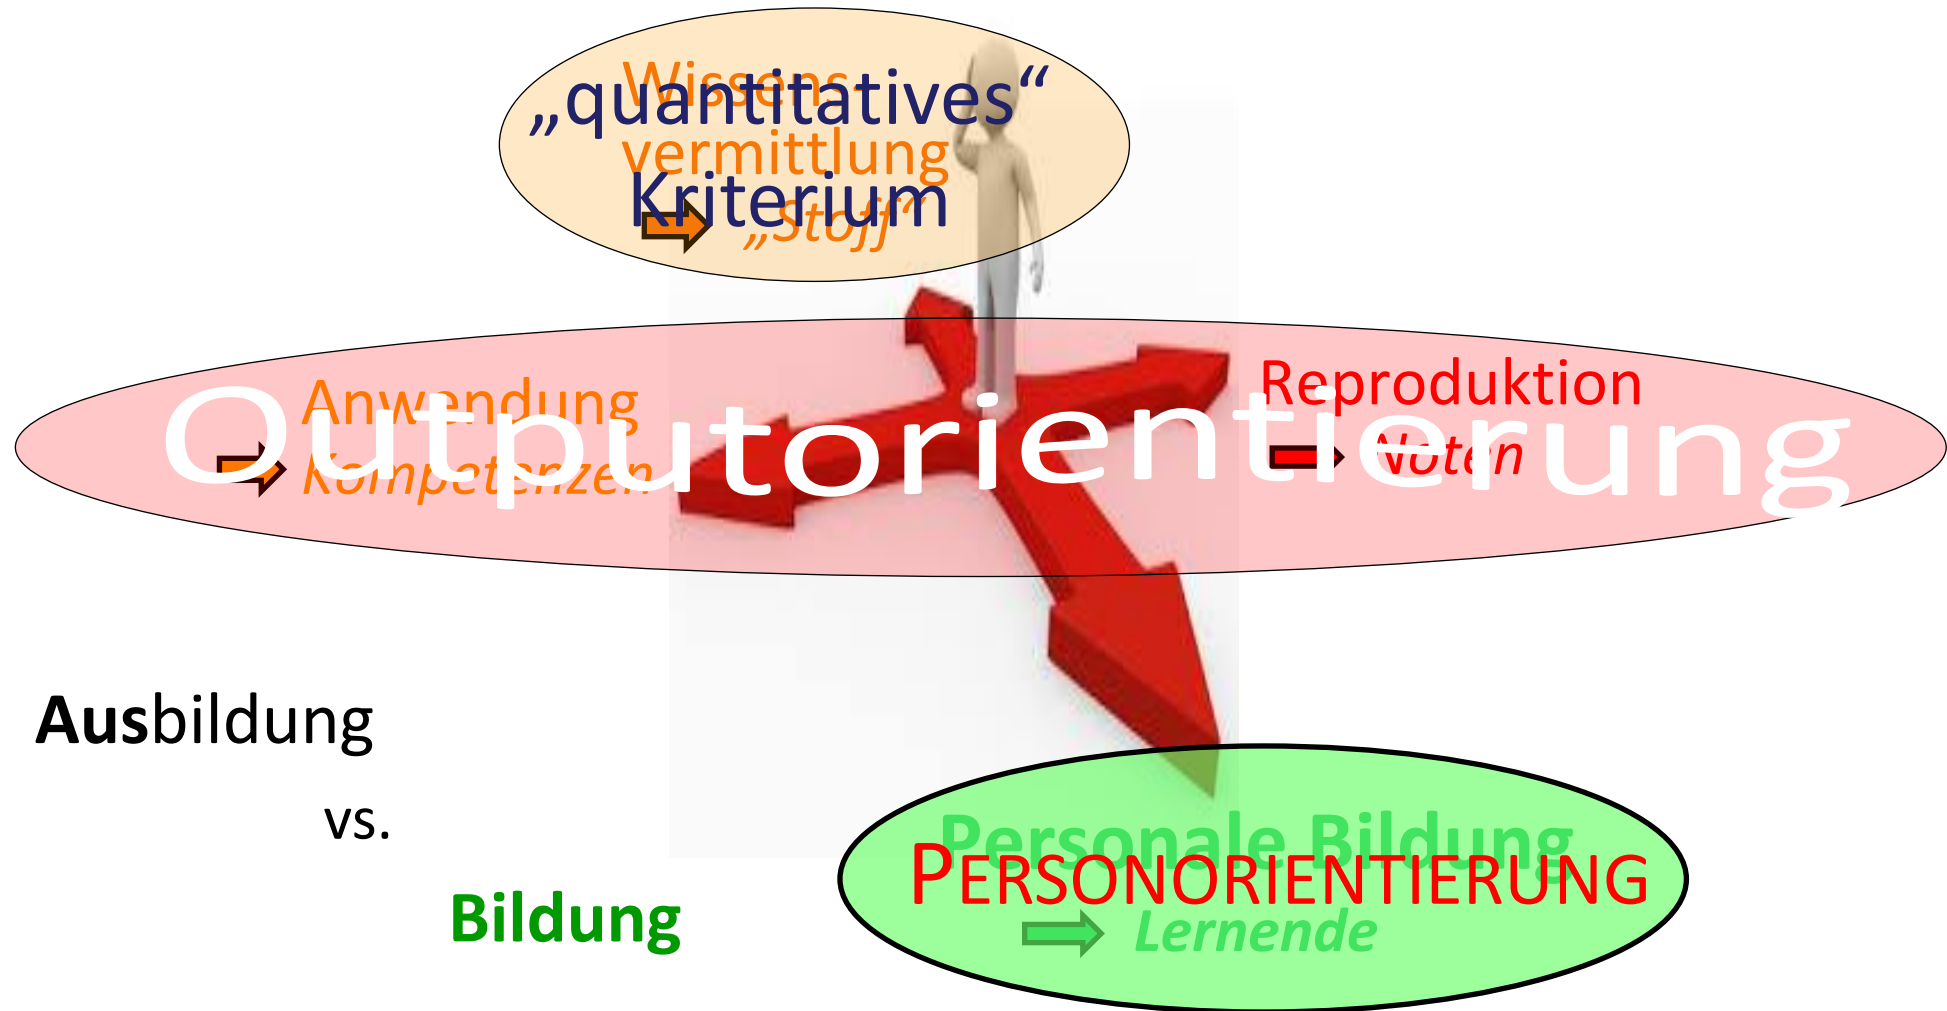 Wissens-
vermittlung
„Stoff“
„quantitatives“
Kriterium
Anwendung
Kompetenzen
Reproduktion
Noten
Outputorientierung
Ausbildung
vs.
Bildung
Personale Bildung
Lernende
PERSONORIENTIERUNG